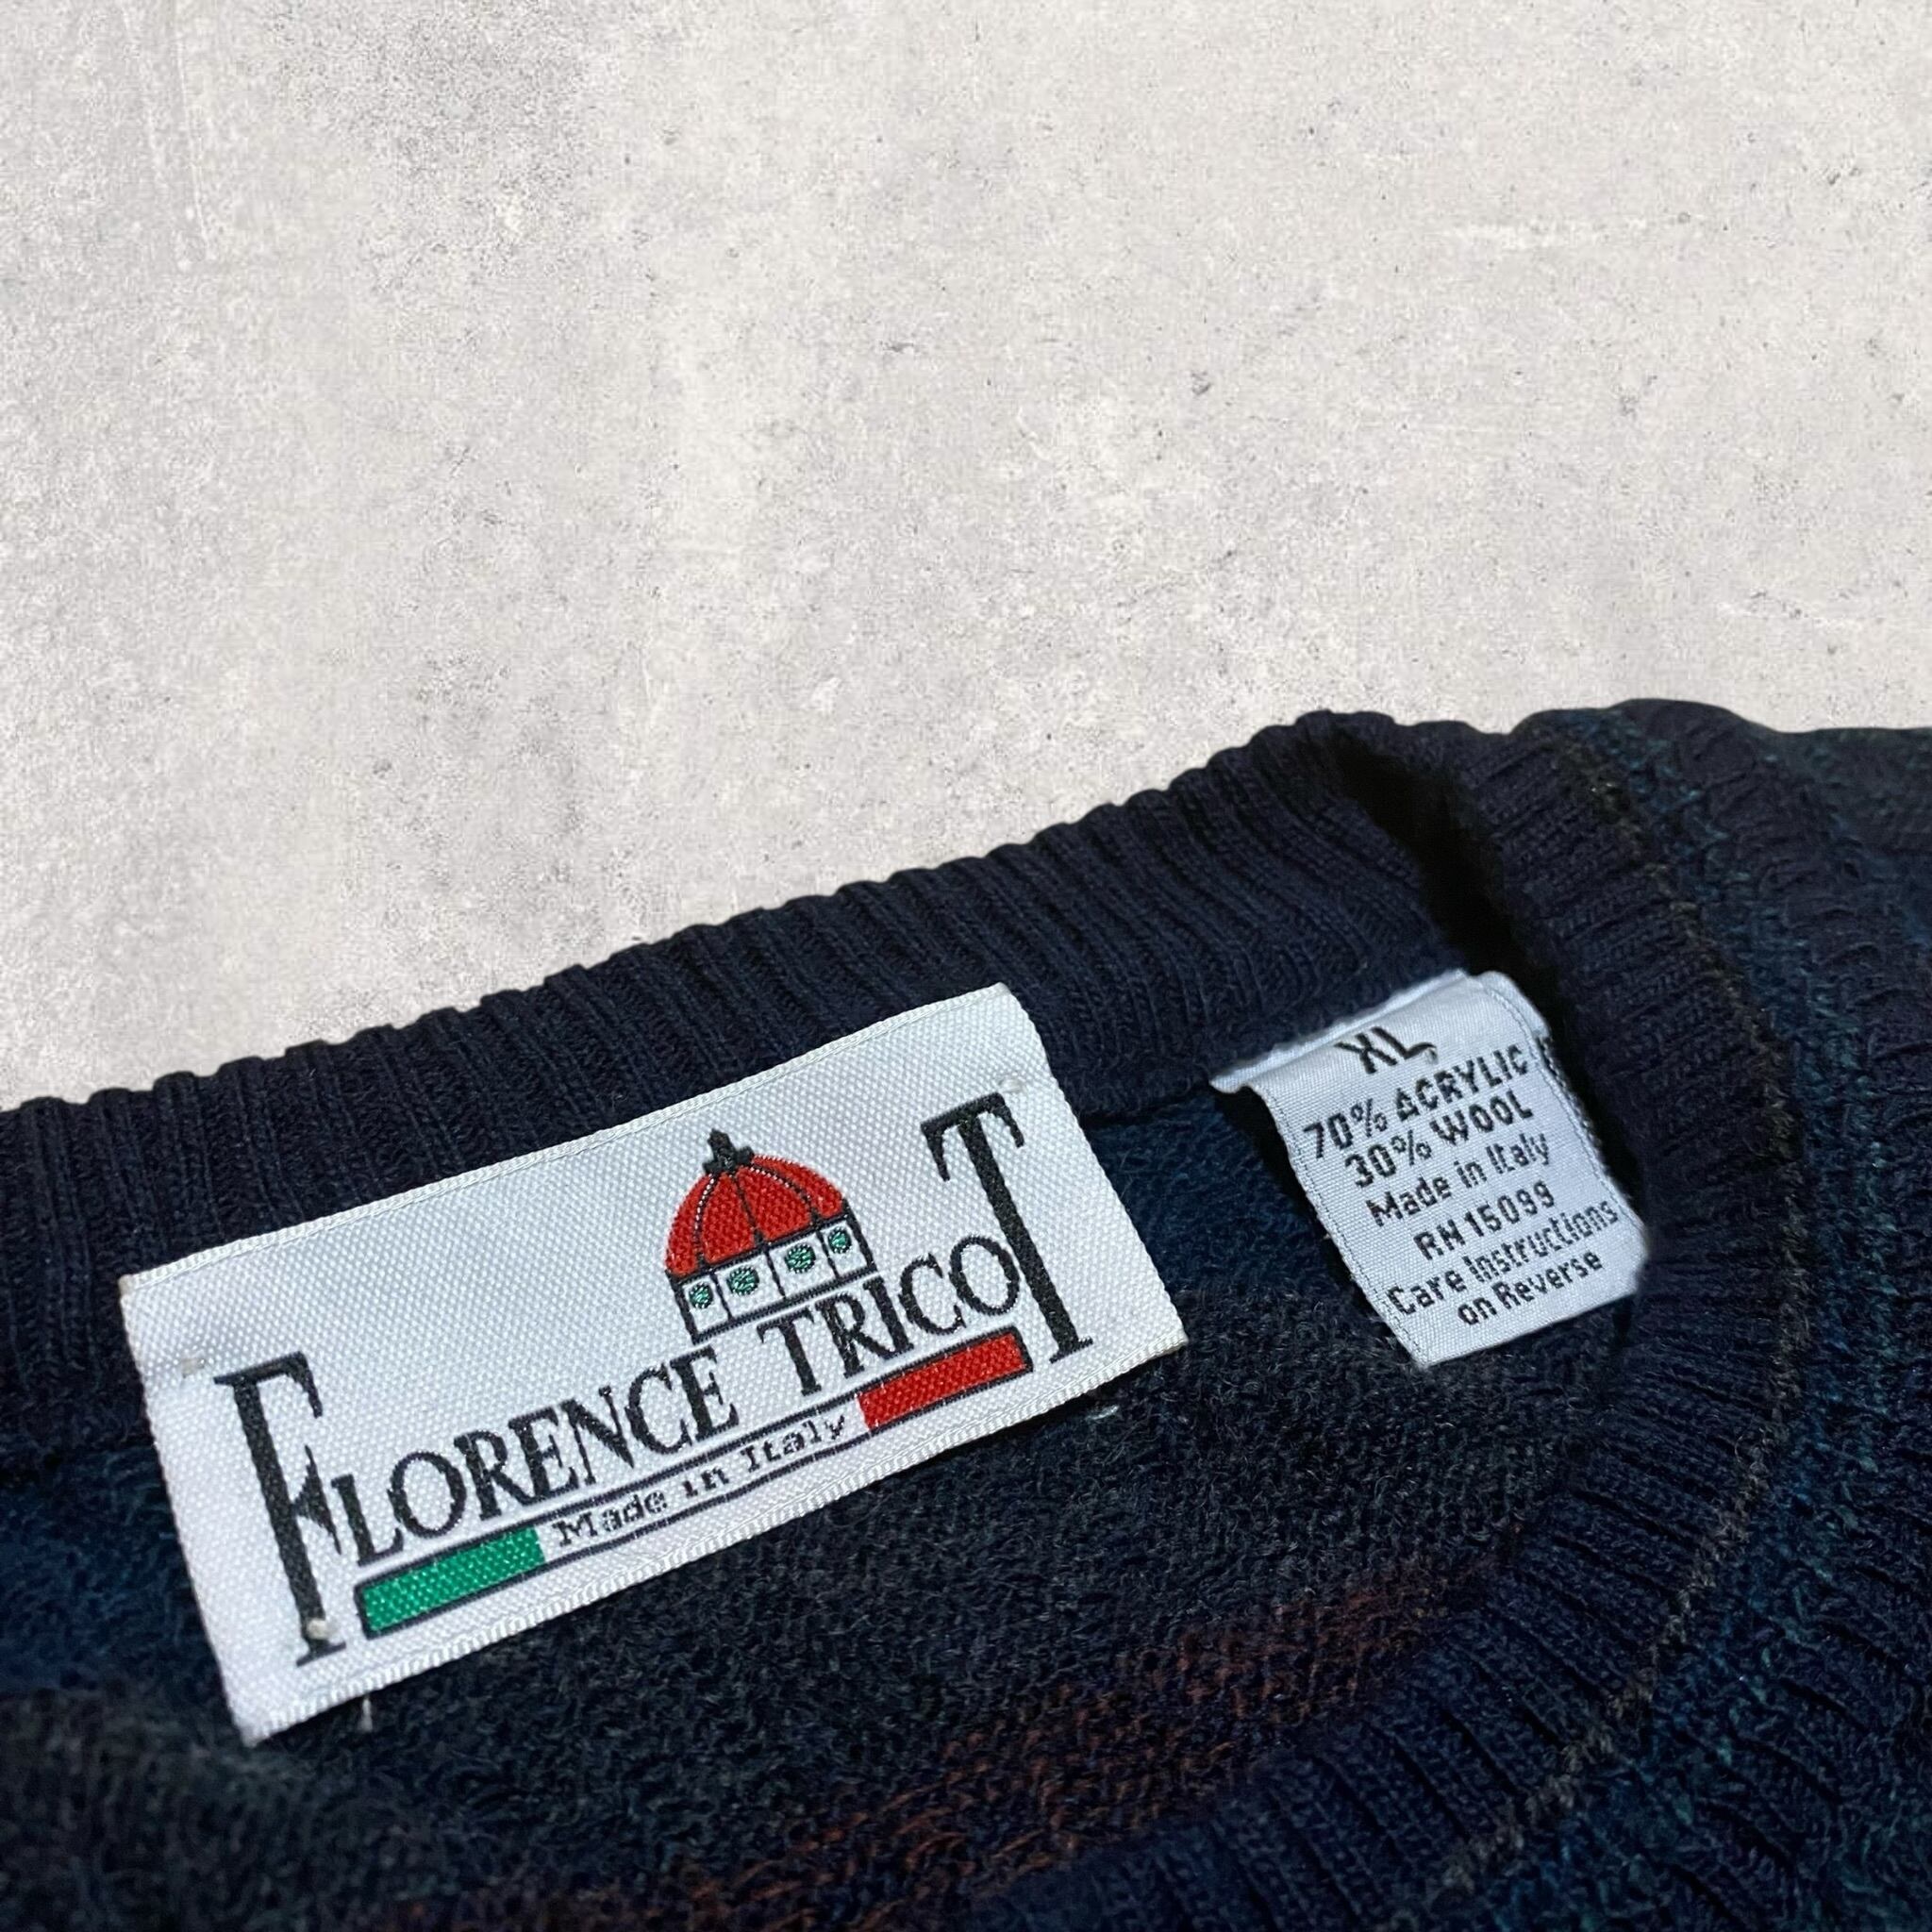 FLORENCE TRICOT
Made in Italy
XL
70% ACRYLIC
30% WOOL
Made in Italy
RN 15099
Care Instructions
on Reverse